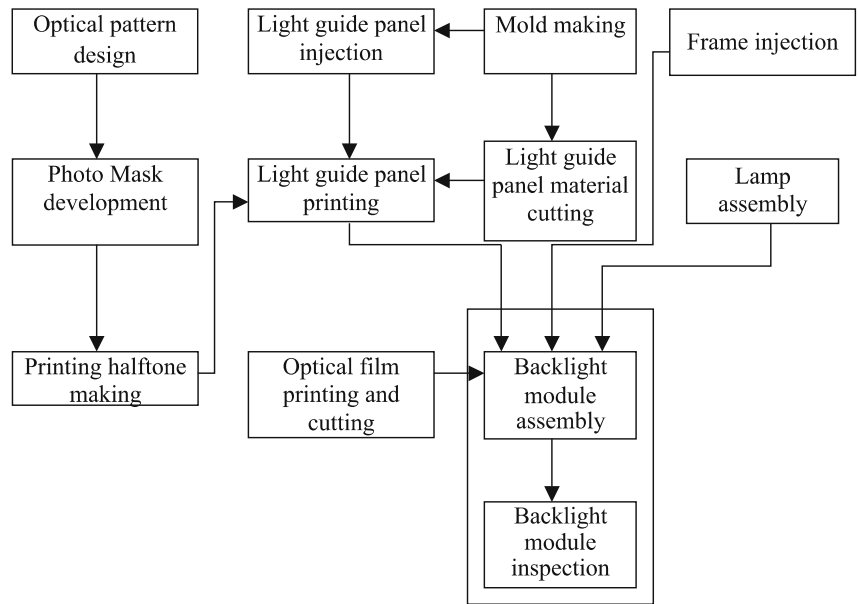 Optical pattern
design
Light guide panel
injection
Mold making
Frame injection
Photo Mask
development
Light guide panel
printing
Light guide
panel material
cutting
Lamp
assembly
Printing halftone
making
Optical film
printing and
cutting
Backlight
module
assembly
Backlight
module
inspection